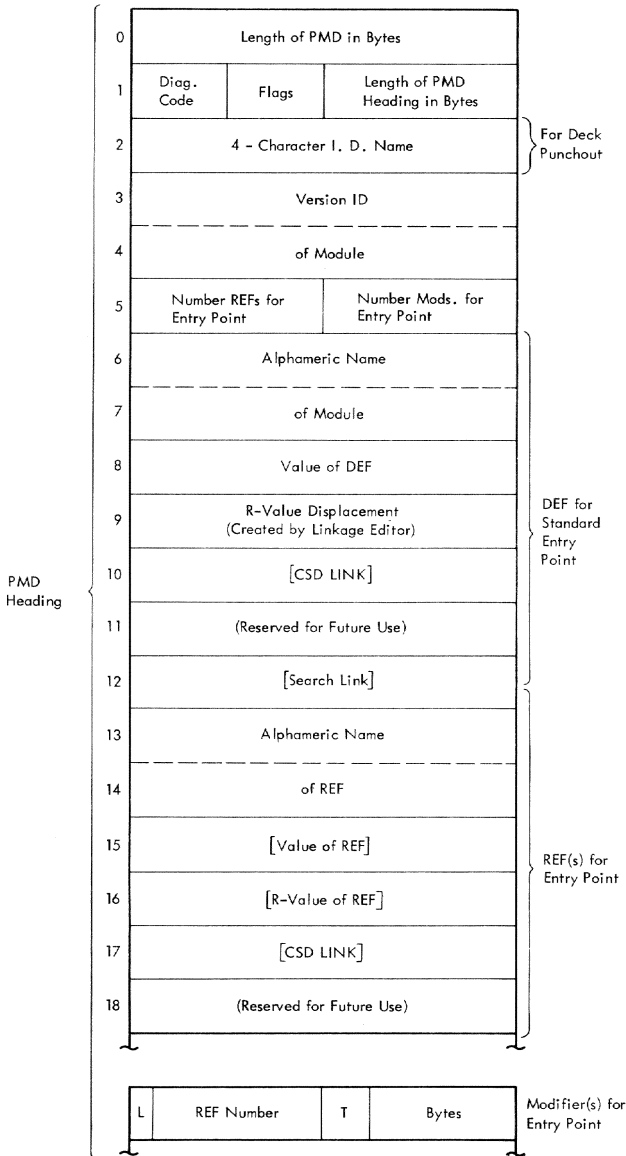 0 Length of PMD in Bytes
1 Diag. Code Flags Length of PMD Heading in Bytes
2 4 - Character I. D. Name
For Deck Punchout
3 Version ID
4 of Module
5 Number REFs for Entry Point Number Mods. for Entry Point
6 Alphameric Name
7 of Module
8 Value of DEF
9 R-Value Displacement
(Created by Linkage Editor)
DEF for
Standard
Entry
Point
10 [CSD LINK]
PMD
Heading
11 (Reserved for Future Use)
12 [Search Link]
13 Alphameric Name
14 of REF
15 [Value of REF]
REF(s) for
Entry Point
16 [R-Value of REF]
17 [CSD LINK]
18 (Reserved for Future Use)
L REF Number T Bytes
Modifier(s) for
Entry Point